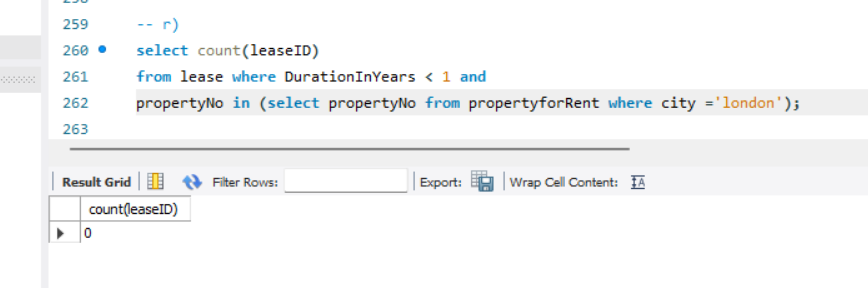 259 -- r)
260 select count(leaseID)
261 from lease where DurationInYears < 1 and
262 propertyNo in (select propertyNo from propertyforRent where city ='london');
263
Result Grid Filter Rows: Export: Wrap Cell Content: IA
count(leaseID)
0